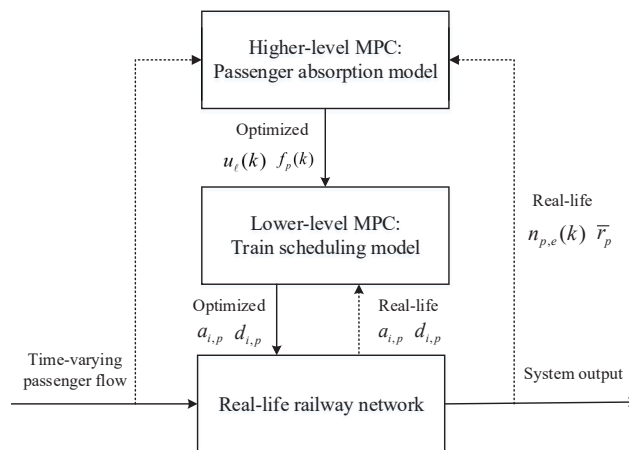 Higher-level MPC:
Passenger absorption model
Optimized
u_ℓ(k) f_p(k)
Lower-level MPC:
Train scheduling model
Real-life
n_{p,e}(k) r̅_p
Optimized
a_{i,p} d_{i,p}
Real-life
a_{i,p} d_{i,p}
Time-varying
passenger flow
Real-life railway network
System output